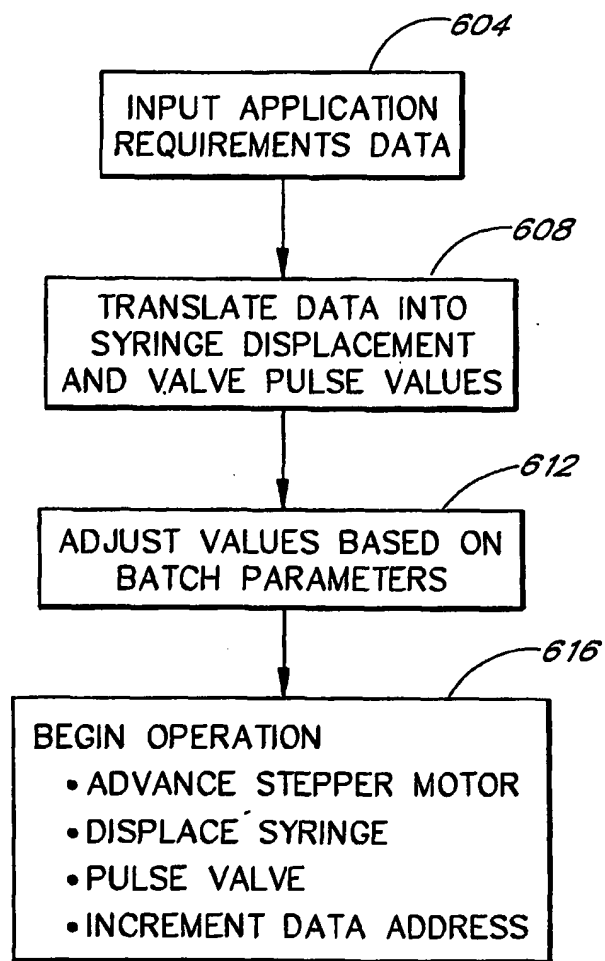 604
INPUT APPLICATION
REQUIREMENTS DATA
608
TRANSLATE DATA INTO
SYRINGE DISPLACEMENT
AND VALVE PULSE VALUES
612
ADJUST VALUES BASED ON
BATCH PARAMETERS
616
BEGIN OPERATION
• ADVANCE STEPPER MOTOR
• DISPLACE SYRINGE
• PULSE VALVE
• INCREMENT DATA ADDRESS